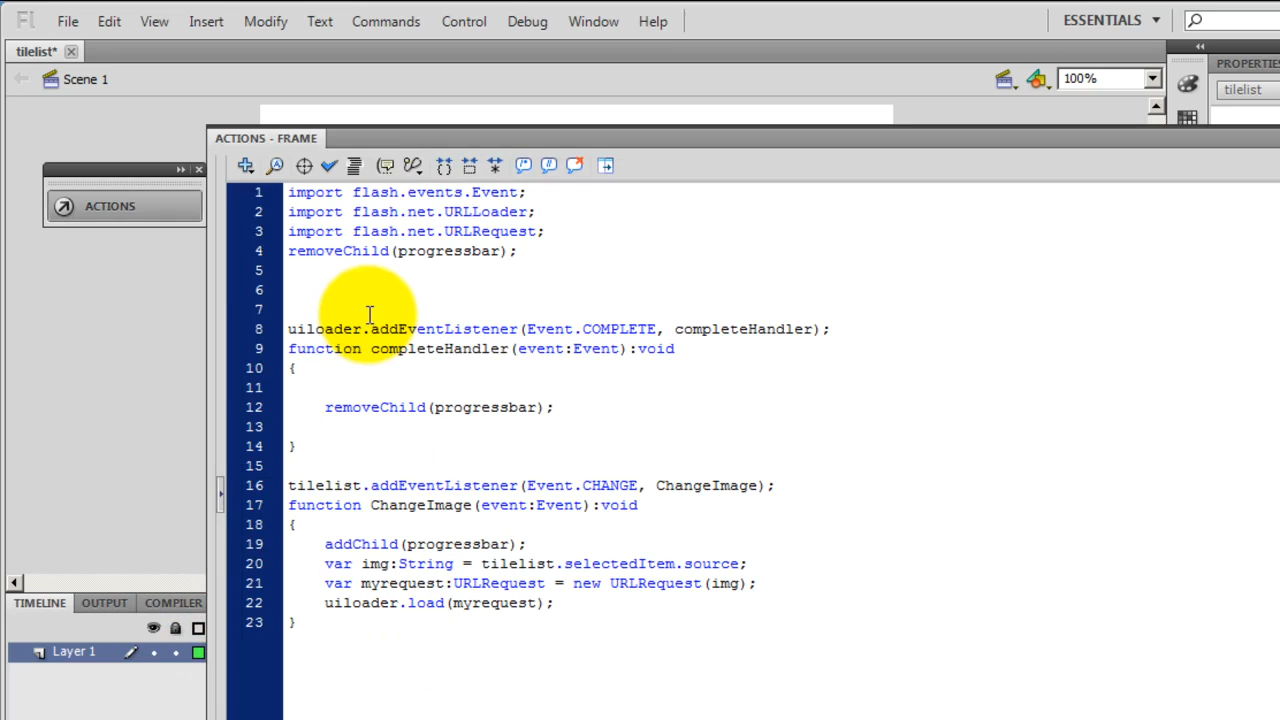 Fl File Edit View Insert Modify Text Commands Control Debug Window Help ESSENTIALS
tilelist*
PROPERTIES
Scene 1 100%
tilelist
ACTIONS - FRAME
ACTIONS
1 import flash.events.Event;
2 import flash.net.URLLoader;
3 import flash.net.URLRequest;
4 removeChild(progressbar);
5
6
7
8 uiloader.addEventListener(Event.COMPLETE, completeHandler);
9 function completeHandler(event:Event):void
10 {
11
12 removeChild(progressbar);
13
14 }
15
16 tilelist.addEventListener(Event.CHANGE, ChangeImage);
17 function ChangeImage(event:Event):void
18 {
19 addChild(progressbar);
20 var img:String = tilelist.selectedItem.source;
21 var myrequest:URLRequest = new URLRequest(img);
22 uiloader.load(myrequest);
23 }
TIMELINE OUTPUT COMPILER
Layer 1